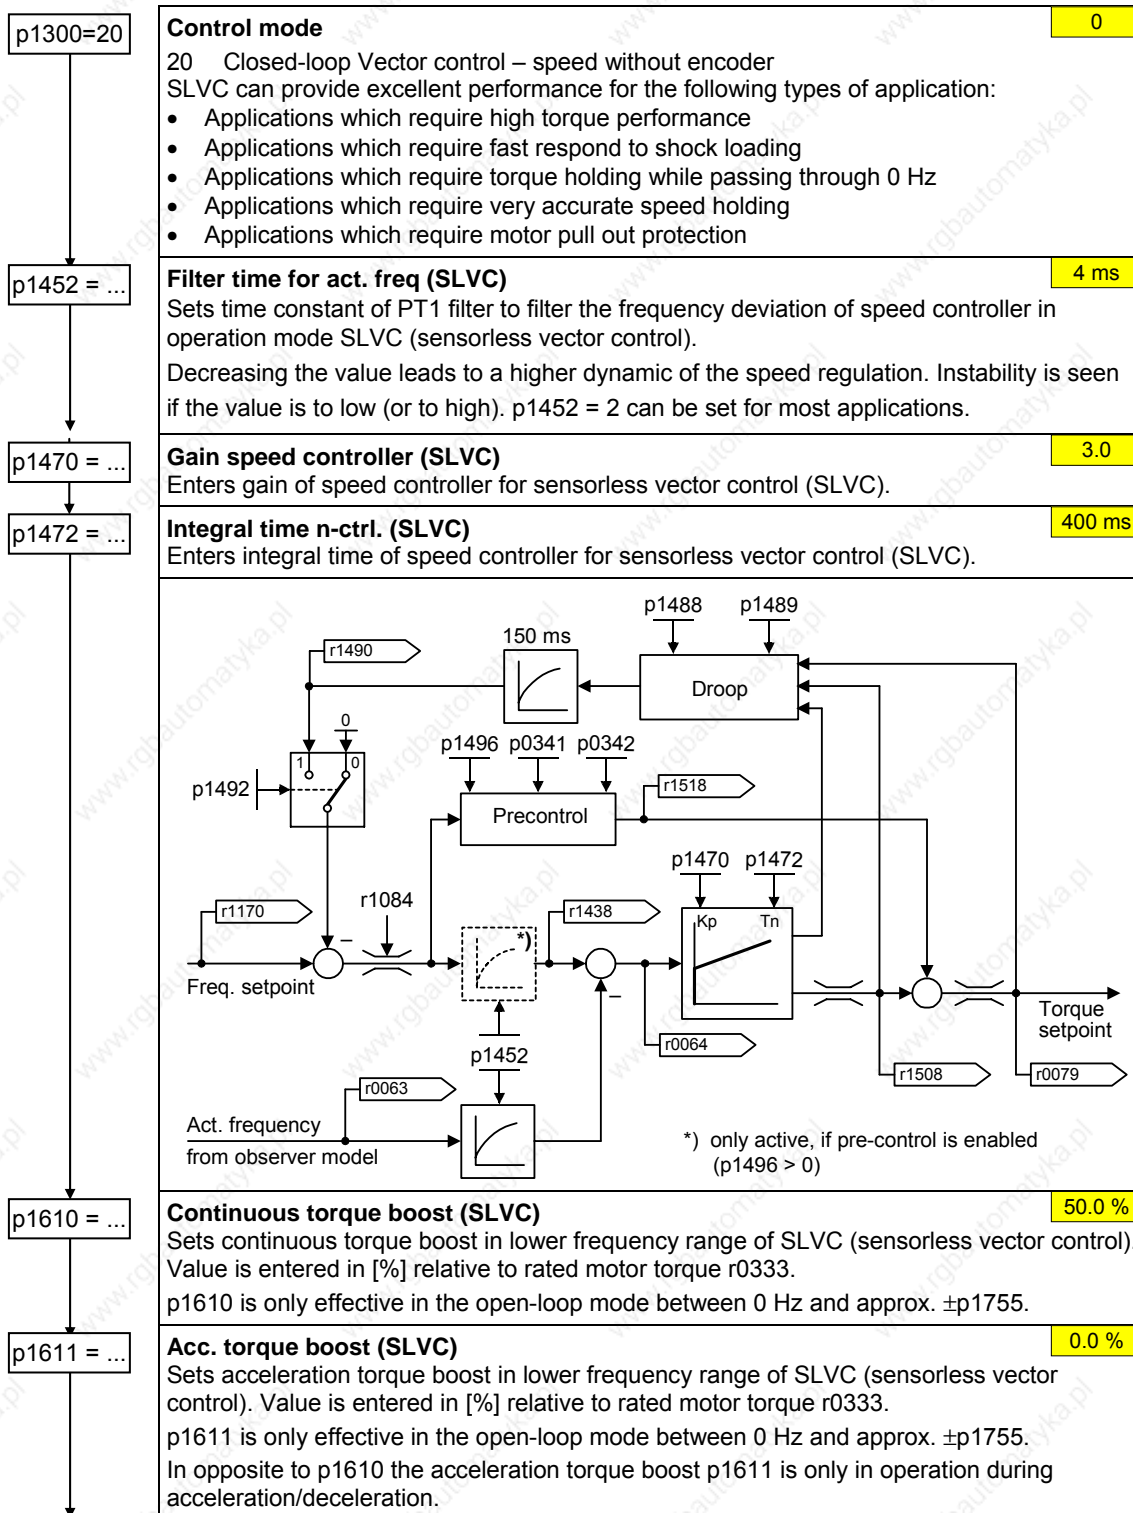 p1300=20
Control mode
0
20 Closed-loop Vector control – speed without encoder
SLVC can provide excellent performance for the following types of application:
• Applications which require high torque performance
• Applications which require fast respond to shock loading
• Applications which require torque holding while passing through 0 Hz
• Applications which require very accurate speed holding
• Applications which require motor pull out protection
p1452 = ...
Filter time for act. freq (SLVC)
4 ms
Sets time constant of PT1 filter to filter the frequency deviation of speed controller in
operation mode SLVC (sensorless vector control).
Decreasing the value leads to a higher dynamic of the speed regulation. Instability is seen
if the value is to low (or to high). p1452 = 2 can be set for most applications.
p1470 = ...
Gain speed controller (SLVC)
3.0
Enters gain of speed controller for sensorless vector control (SLVC).
p1472 = ...
Integral time n-ctrl. (SLVC)
400 ms
Enters integral time of speed controller for sensorless vector control (SLVC).
p1488 p1489
150 ms
r1490
Droop
0
1 0
p1492
p1496 p0341 p0342
r1518
Precontrol
p1470 p1472
r1170
r1084
–
*)
r1438
Kp Tn
Freq. setpoint
–
Torque
setpoint
p1452
r0064
r0063
r1508
r0079
Act. frequency
from observer model
*) only active, if pre-control is enabled
(p1496 > 0)
p1610 = ...
Continuous torque boost (SLVC)
50.0 %
Sets continuous torque boost in lower frequency range of SLVC (sensorless vector control).
Value is entered in [%] relative to rated motor torque r0333.
p1610 is only effective in the open-loop mode between 0 Hz and approx. ±p1755.
p1611 = ...
Acc. torque boost (SLVC)
0.0 %
Sets acceleration torque boost in lower frequency range of SLVC (sensorless vector
control). Value is entered in [%] relative to rated motor torque r0333.
p1611 is only effective in the open-loop mode between 0 Hz and approx. ±p1755.
In opposite to p1610 the acceleration torque boost p1611 is only in operation during
acceleration/deceleration.
www.rgbautomatyka.pl